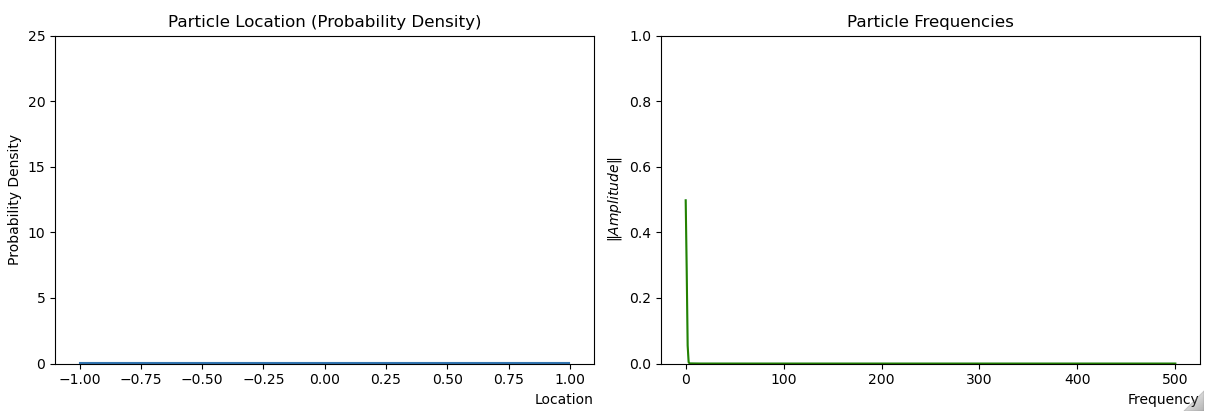 Particle Location (Probability Density)
25
20
15
10
5
0
Probability Density
−1.00 −0.75 −0.50 −0.25 0.00 0.25 0.50 0.75 1.00
Location
Particle Frequencies
1.0
0.8
0.6
0.4
0.2
0.0
‖Amplitude‖
0 100 200 300 400 500
Frequency